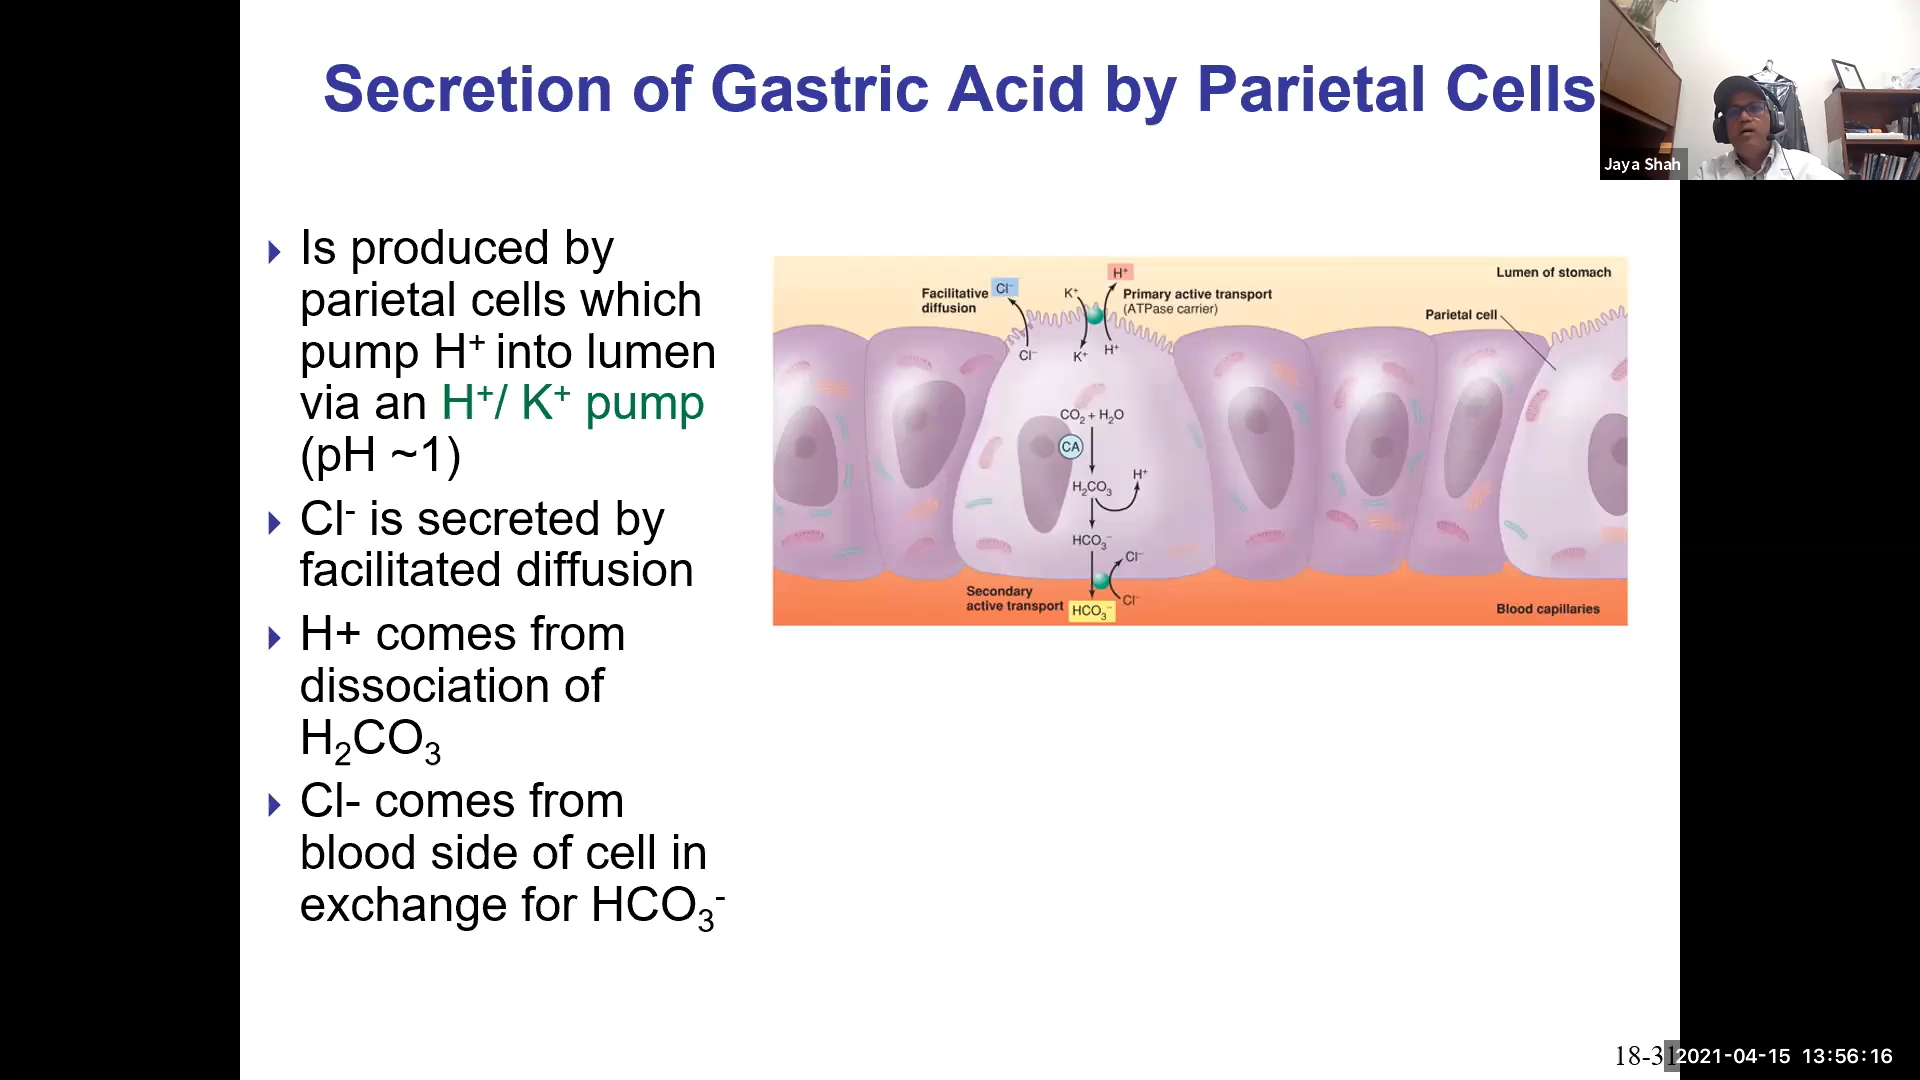 Secretion of Gastric Acid by Parietal Cells
Jaya Shah
Is produced by
parietal cells which
pump H⁺ into lumen
via an H⁺/ K⁺ pump
(pH ~1)
Cl⁻ is secreted by
facilitated diffusion
H+ comes from
dissociation of
H₂CO₃
Cl- comes from
blood side of cell in
exchange for HCO₃⁻
Lumen of stomach
H⁺
Cl⁻
Facilitative
diffusion
K⁺
Primary active transport
(ATPase carrier)
Parietal cell
Cl⁻
K⁺
H⁺
CO₂ + H₂O
CA
H⁺
H₂CO₃
HCO₃⁻
Cl⁻
Secondary
active transport
HCO₃⁻
Cl⁻
Blood capillaries
18-31
2021-04-15 13:56:16